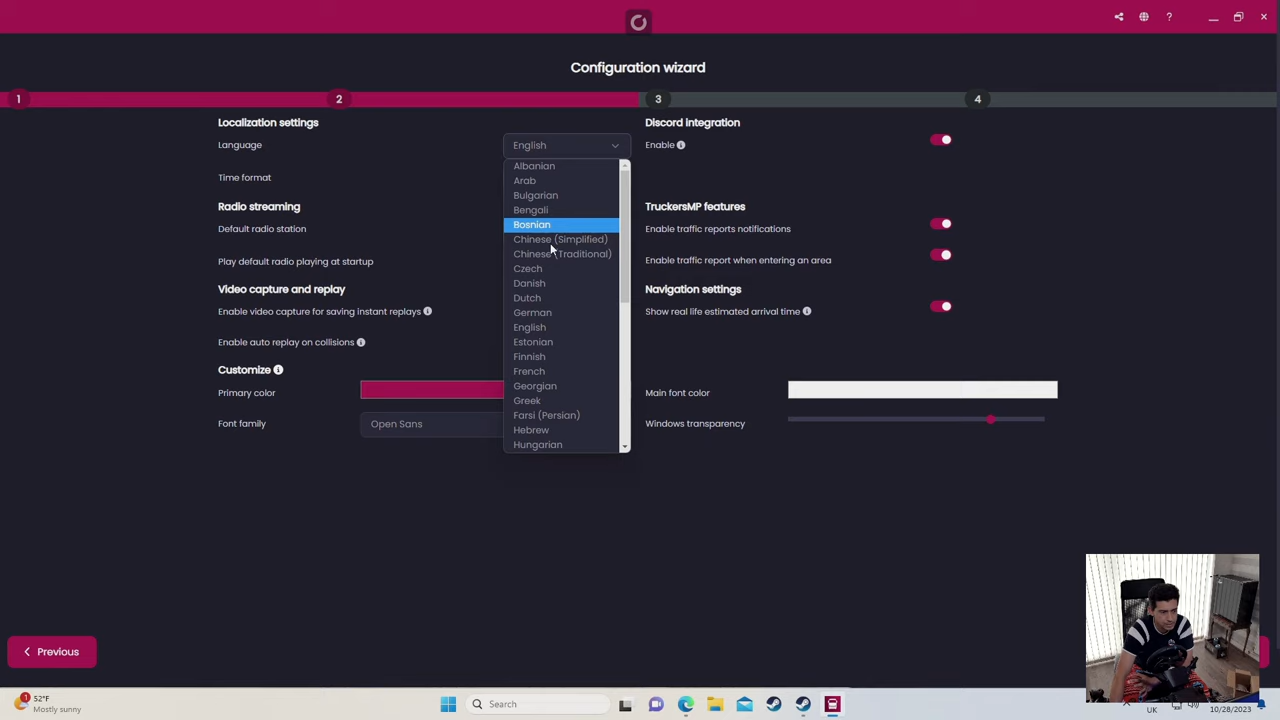 Configuration wizard
1
2
3
4
Localization settings
Language
English
Albanian
Arab
Bulgarian
Bengali
Bosnian
Chinese (Simplified)
Chinese (Traditional)
Czech
Danish
Dutch
German
English
Estonian
Finnish
French
Georgian
Greek
Farsi (Persian)
Hebrew
Hungarian
Time format
Radio streaming
Default radio station
Play default radio playing at startup
Video capture and replay
Enable video capture for saving instant replays
Enable auto replay on collisions
Customize
Primary color
Font family
Open Sans
Discord integration
Enable
TruckersMP features
Enable traffic reports notifications
Enable traffic report when entering an area
Navigation settings
Show real life estimated arrival time
Main font color
Windows transparency
Previous
1
52°F
Mostly sunny
Search
UK
10/28/2023